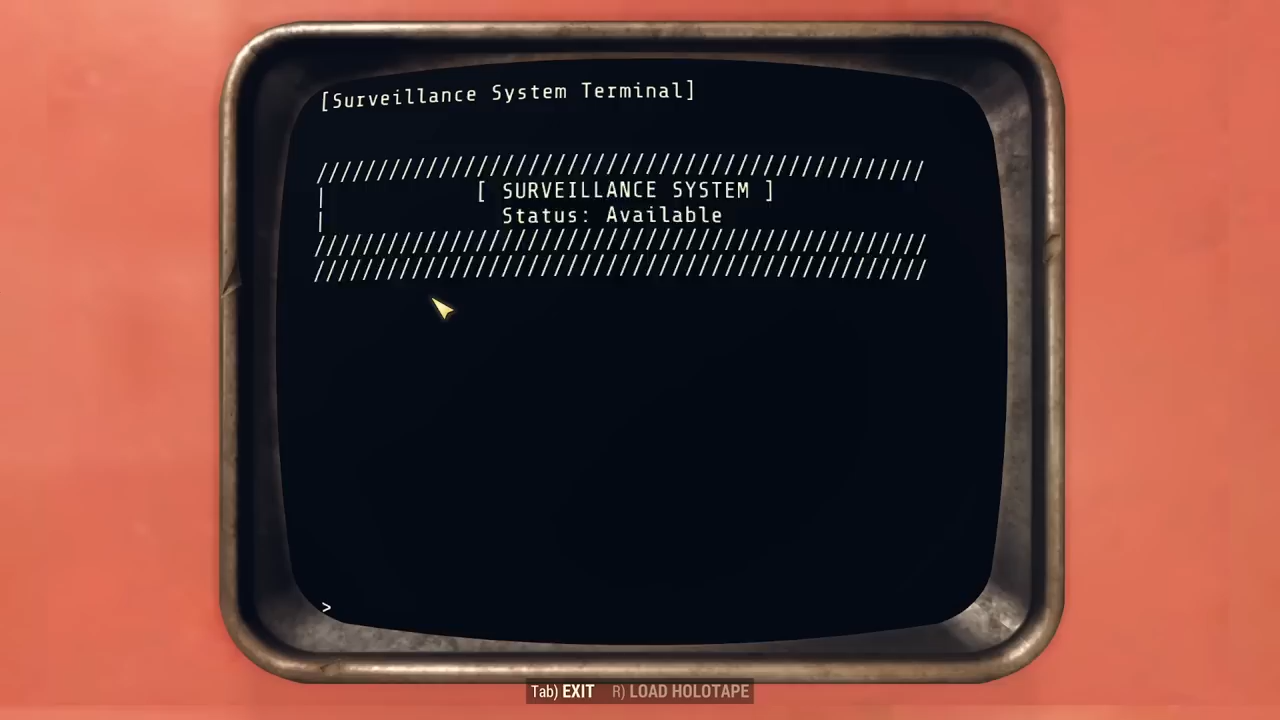 [Surveillance System Terminal]
/////////////////////////////////////////////////
| [ SURVEILLANCE SYSTEM ]
| Status: Available
/////////////////////////////////////////////////
/////////////////////////////////////////////////
>
Tab) EXIT R) LOAD HOLOTAPE